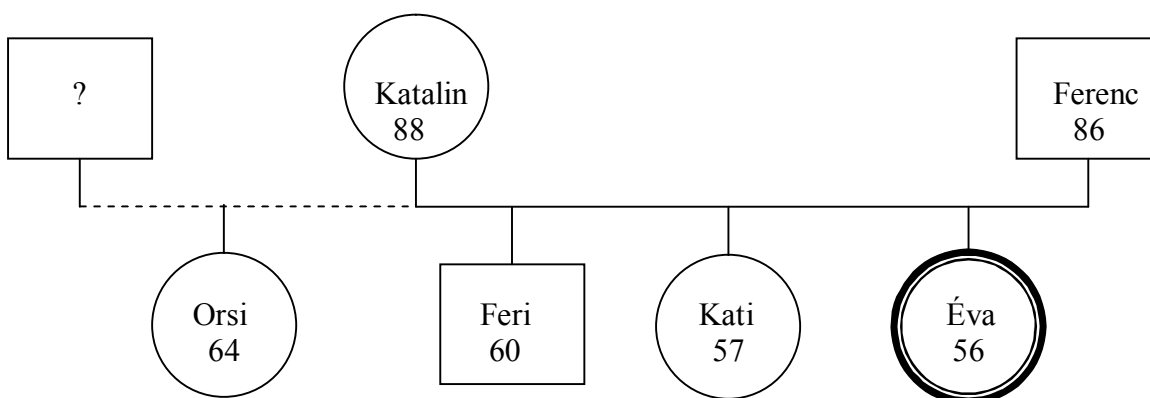 ?
Katalin
88
Ferenc
86
Orsi
64
Feri
60
Kati
57
Éva
56